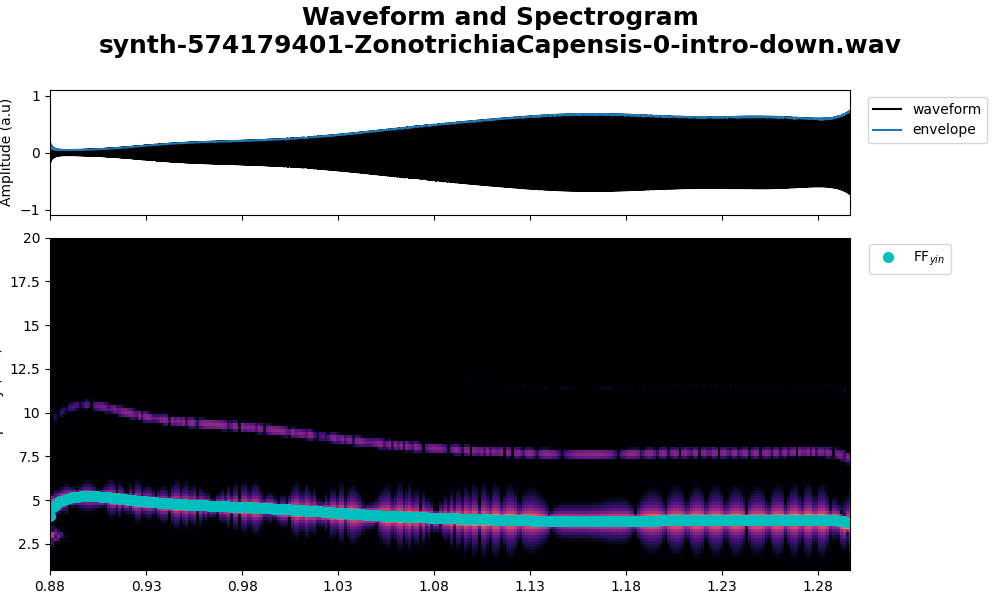 Waveform and Spectrogram
synth-574179401-ZonotrichiaCapensis-0-intro-down.wav
Amplitude (a.u)
1
0
−1
waveform
envelope
20
17.5
15
12.5
10
7.5
5
2.5
FF yin
0.88 0.93 0.98 1.03 1.08 1.13 1.18 1.23 1.28